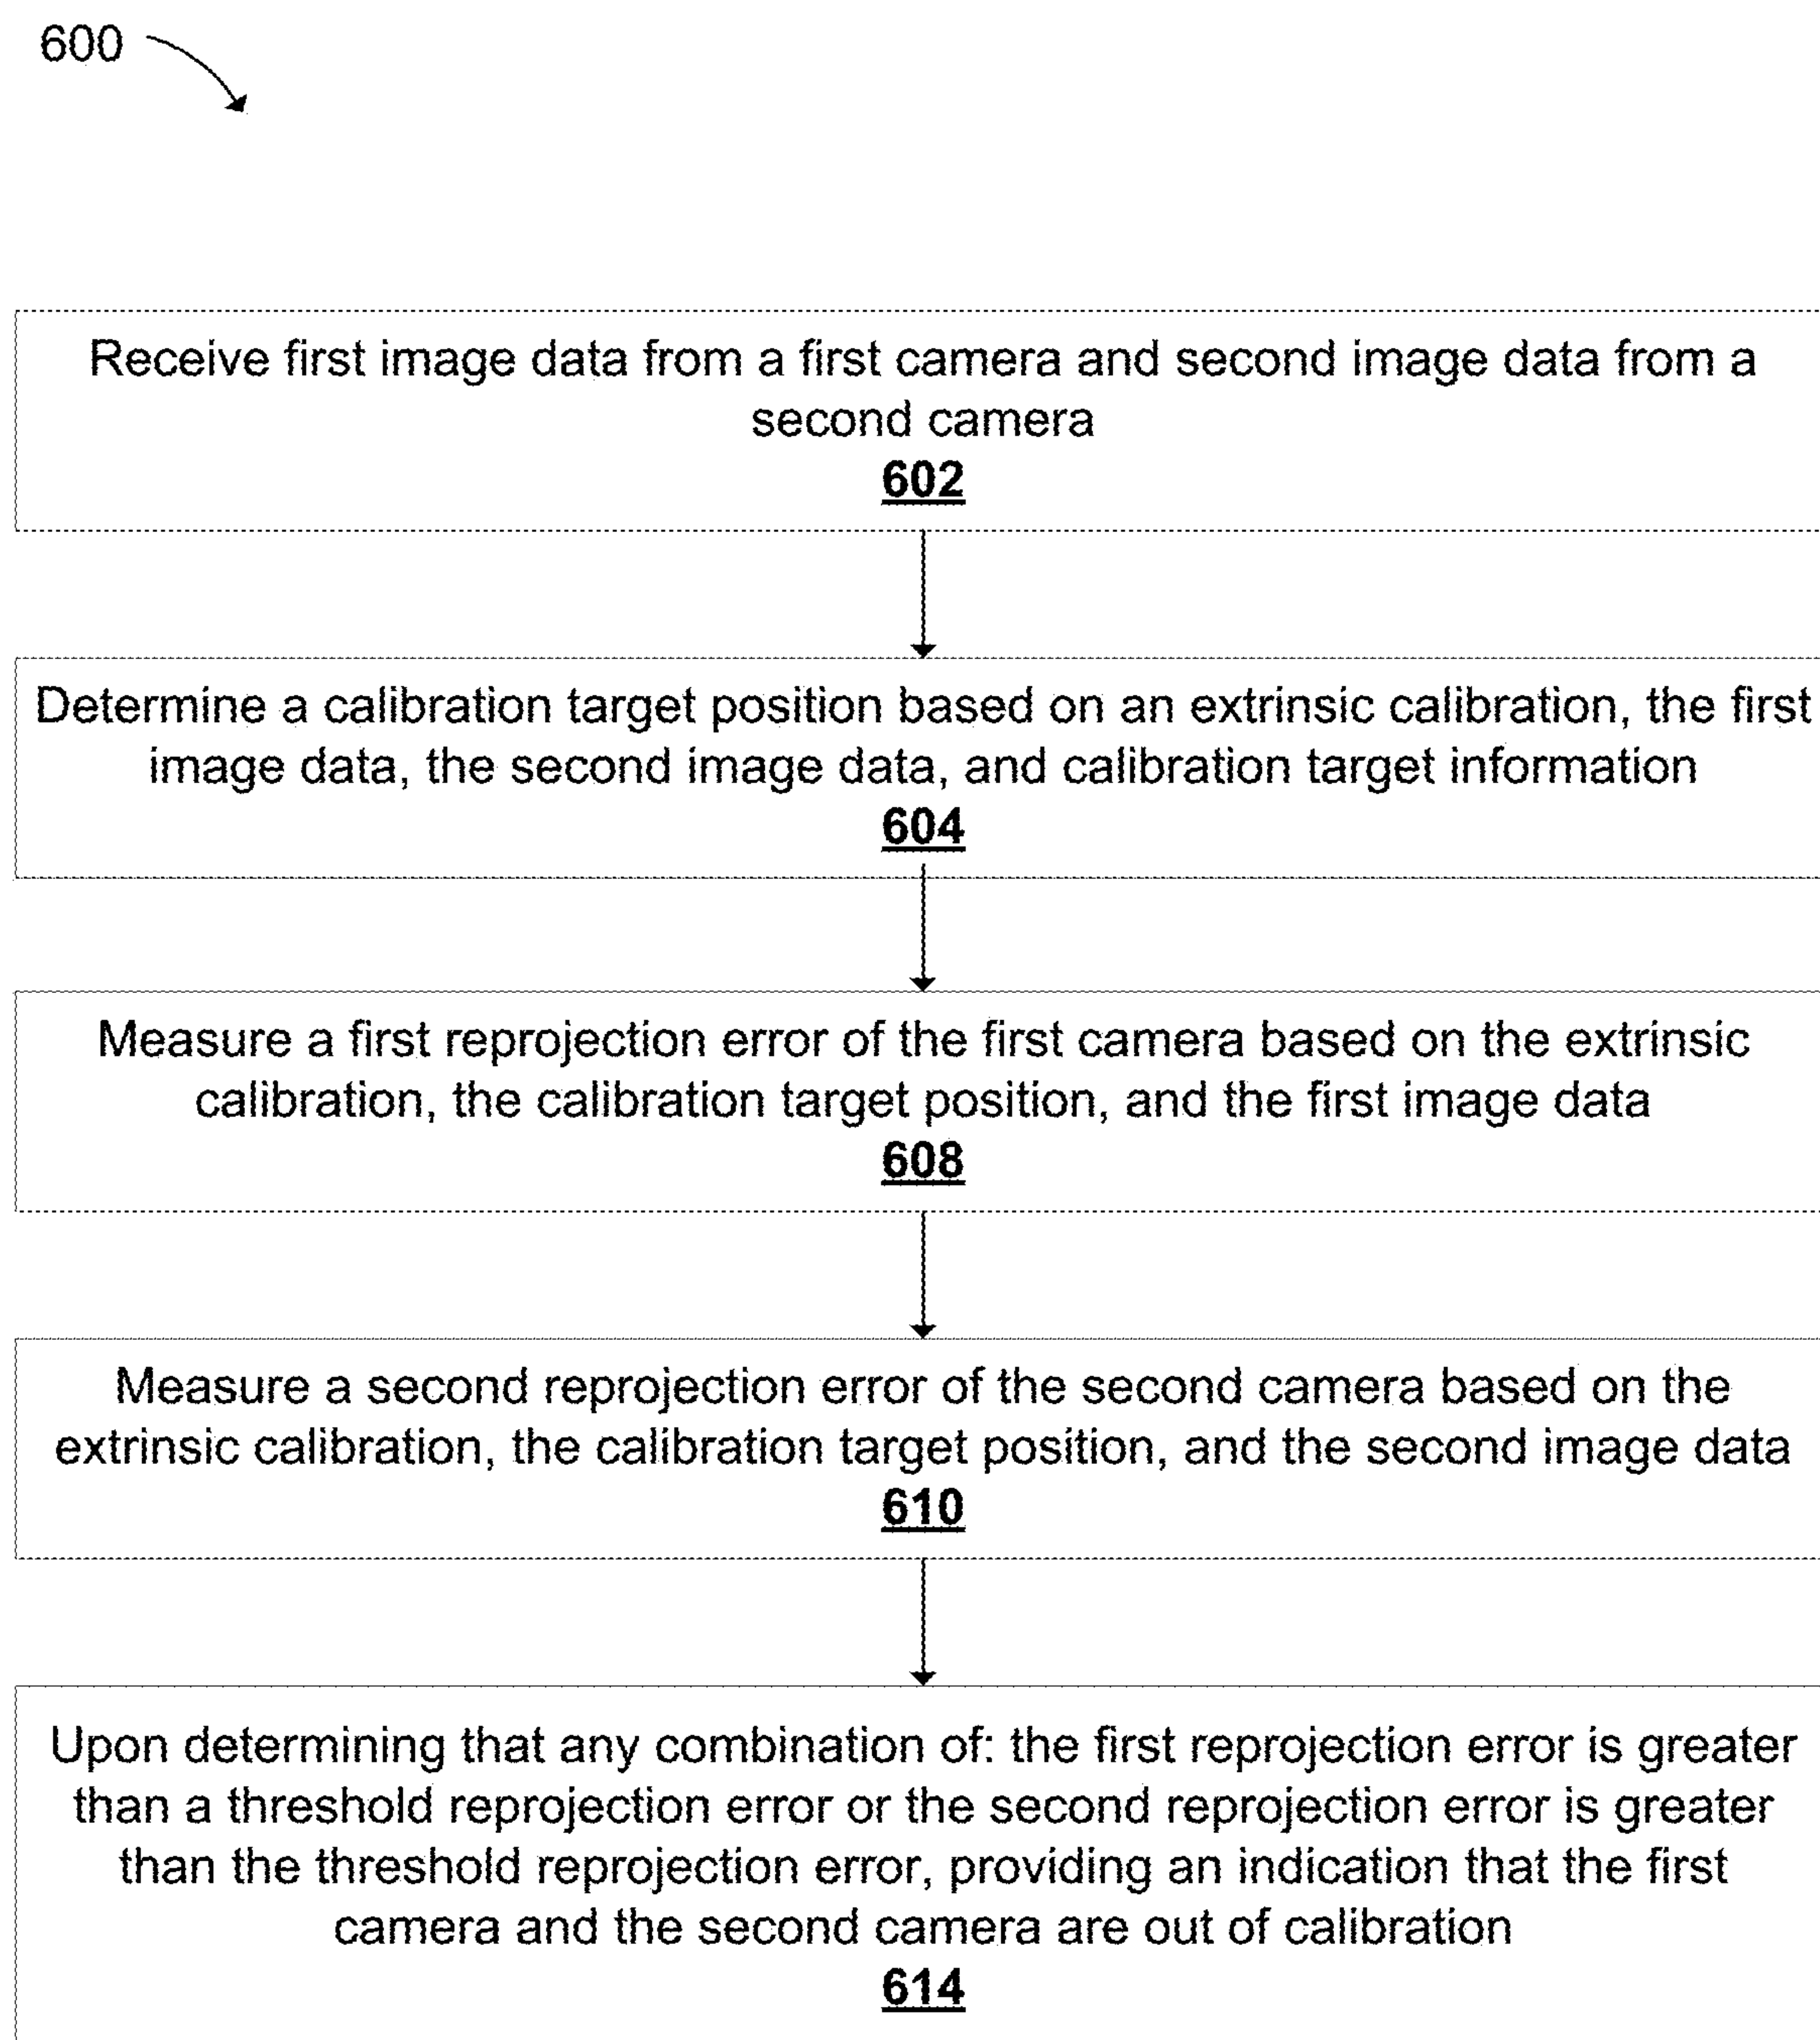 600
Receive first image data from a first camera and second image data from a
second camera
602
Determine a calibration target position based on an extrinsic calibration, the first
image data, the second image data, and calibration target information
604
Measure a first reprojection error of the first camera based on the extrinsic
calibration, the calibration target position, and the first image data
608
Measure a second reprojection error of the second camera based on the
extrinsic calibration, the calibration target position, and the second image data
610
Upon determining that any combination of: the first reprojection error is greater
than a threshold reprojection error or the second reprojection error is greater
than the threshold reprojection error, providing an indication that the first
camera and the second camera are out of calibration
614